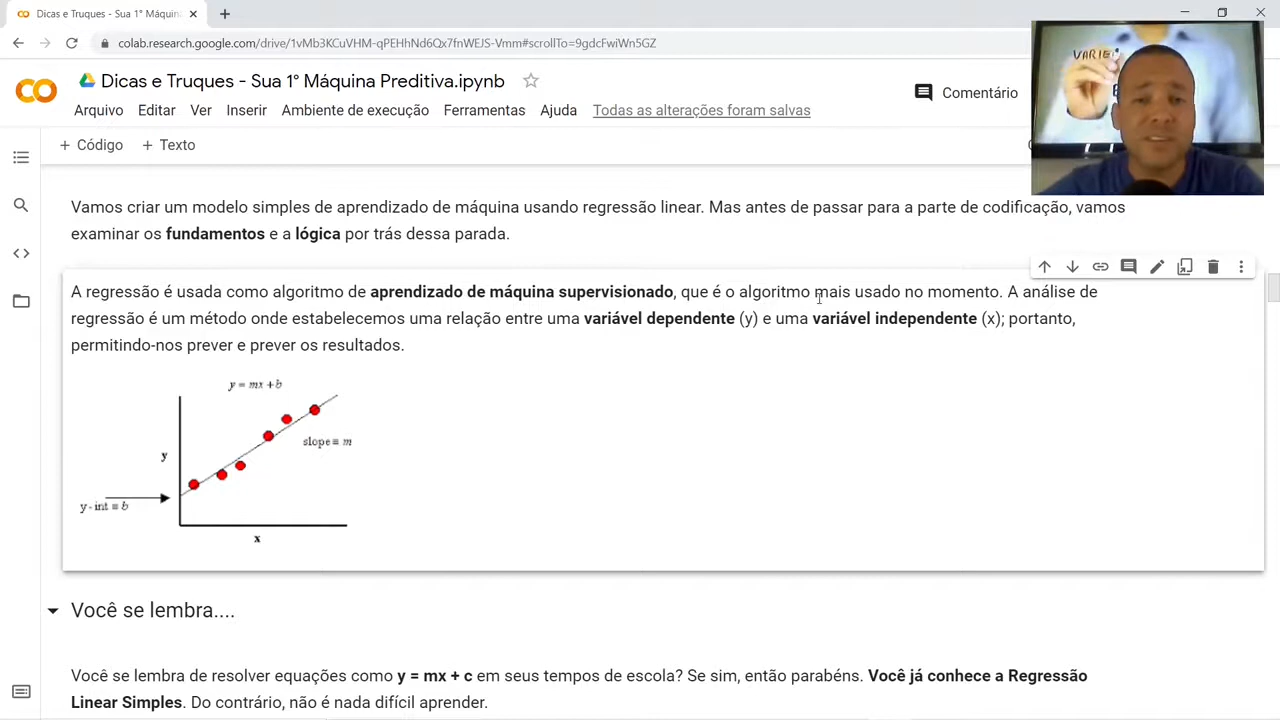 Dicas e Truques - Sua 1° Máquin
colab.research.google.com/drive/1vMb3KCuVHM-qPEHhNd6Qx7fnWEJS-Vmm#scrollTo=9gdcFwiWn5GZ
VARIE
Dicas e Truques - Sua 1° Máquina Preditiva.ipynb
Comentário
Arquivo Editar Ver Inserir Ambiente de execução Ferramentas Ajuda Todas as alterações foram salvas
+ Código + Texto
Vamos criar um modelo simples de aprendizado de máquina usando regressão linear. Mas antes de passar para a parte de codificação, vamos
examinar os fundamentos e a lógica por trás dessa parada.
A regressão é usada como algoritmo de aprendizado de máquina supervisionado, que é o algoritmo mais usado no momento. A análise de
regressão é um método onde estabelecemos uma relação entre uma variável dependente (y) e uma variável independente (x); portanto,
permitindo-nos prever e prever os resultados.
y = mx + b
slope = m
y
y - int = b
x
Você se lembra....
Você se lembra de resolver equações como y = mx + c em seus tempos de escola? Se sim, então parabéns. Você já conhece a Regressão
Linear Simples. Do contrário, não é nada difícil aprender.